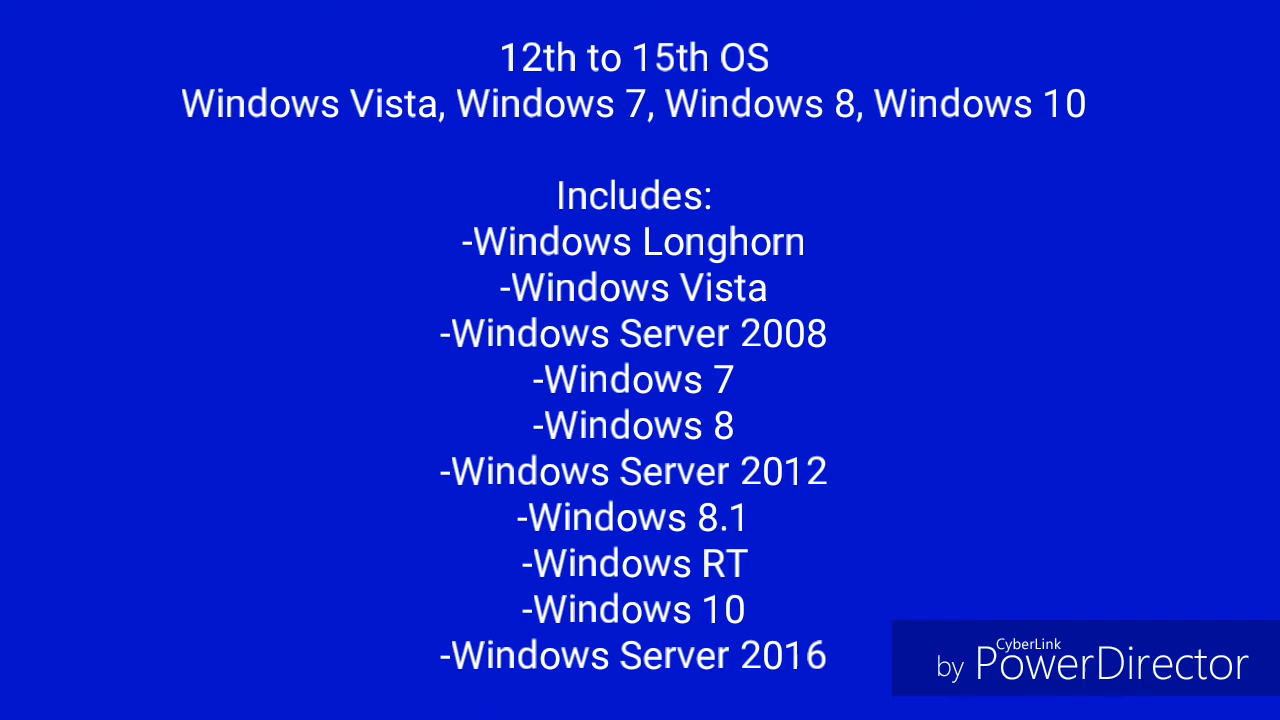 12th to 15th OS
Windows Vista, Windows 7, Windows 8, Windows 10
Includes:
-Windows Longhorn
-Windows Vista
-Windows Server 2008
-Windows 7
-Windows 8
-Windows Server 2012
-Windows 8.1
-Windows RT
-Windows 10
-Windows Server 2016
CyberLink
by PowerDirector